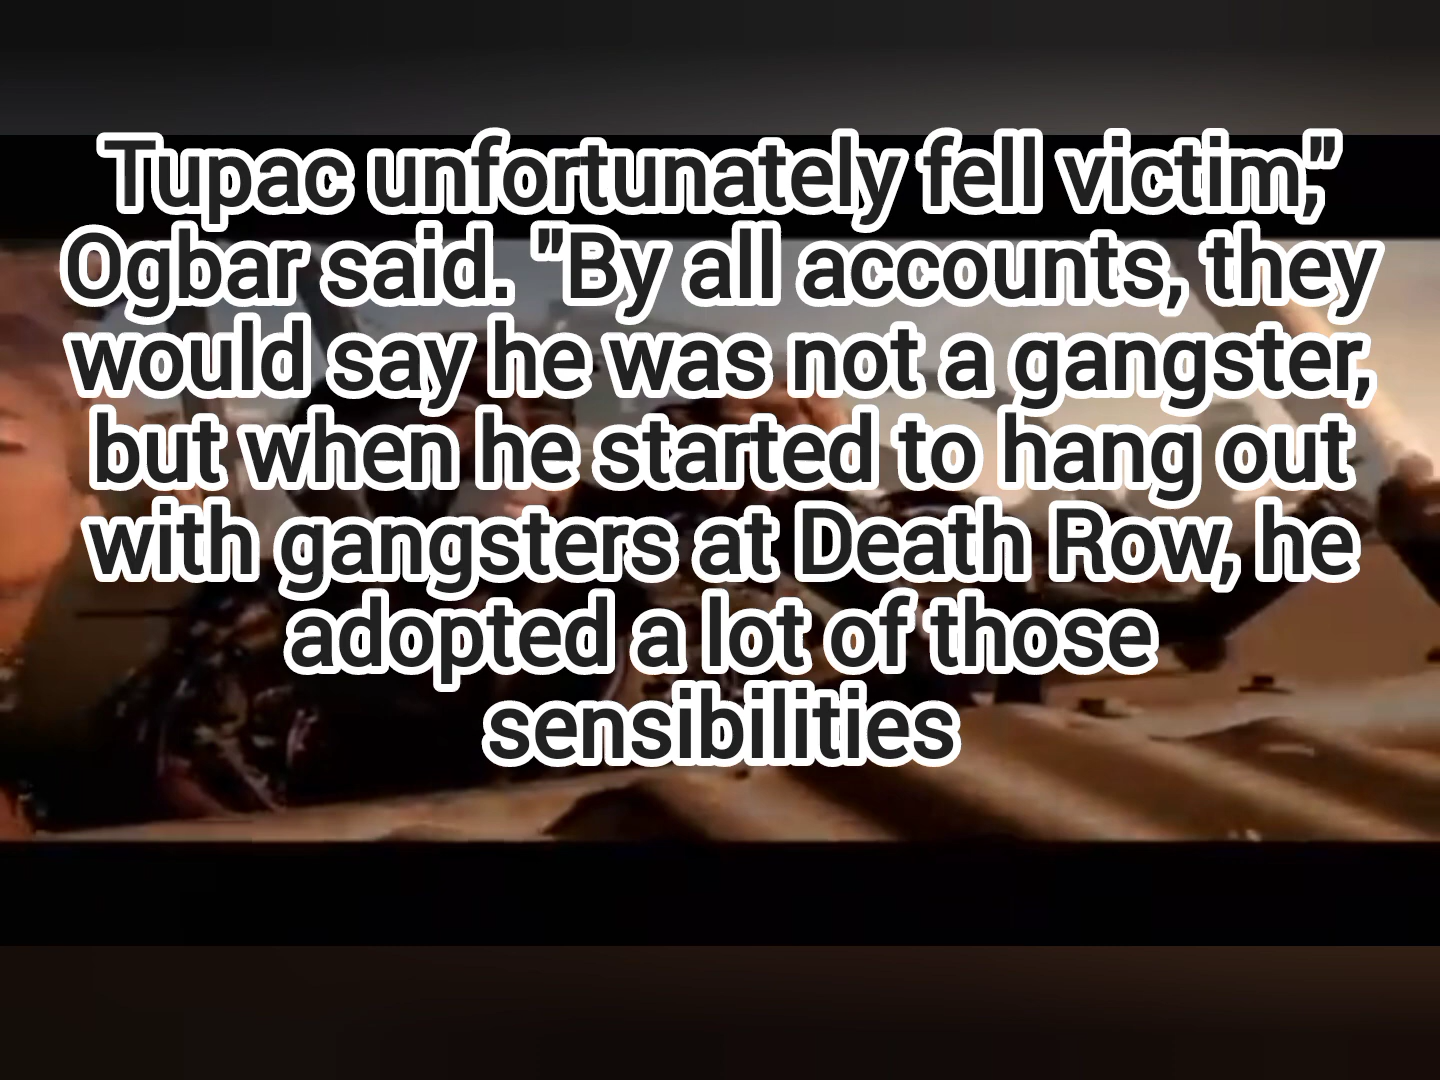 Tupac unfortunately fell victim,"
Ogbar said. "By all accounts, they
would say he was not a gangster,
but when he started to hang out
with gangsters at Death Row, he
adopted a lot of those
sensibilities